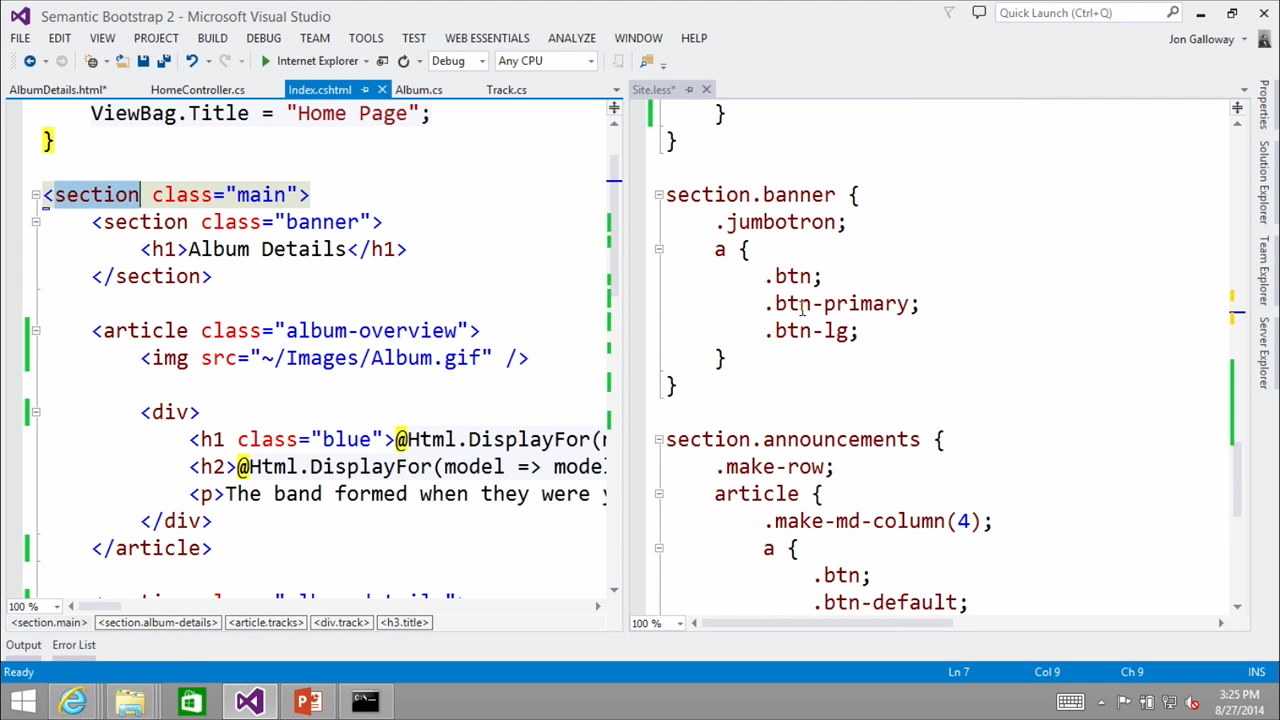 Semantic Bootstrap 2 - Microsoft Visual Studio
Quick Launch (Ctrl+Q)
FILE EDIT VIEW PROJECT BUILD DEBUG TEAM TOOLS TEST WEB ESSENTIALS ANALYZE WINDOW HELP
Jon Galloway
Internet Explorer Debug Any CPU
AlbumDetails.html* HomeController.cs Index.cshtml Album.cs Track.cs
ViewBag.Title = "Home Page";
}
<section class="main">
<section class="banner">
<h1>Album Details</h1>
</section>
<article class="album-overview">
<img src="~/Images/Album.gif" />
<div>
<h1 class="blue">@Html.DisplayFor(
<h2>@Html.DisplayFor(model => model
<p>The band formed when they were
</div>
</article>
100 %
<section.main> <section.album-details> <article.tracks> <div.track> <h3.title>
Site.less*
}
}
section.banner {
.jumbotron;
a {
.btn;
.btn-primary;
.btn-lg;
}
}
section.announcements {
.make-row;
article {
.make-md-column(4);
a {
.btn;
.btn-default;
100 %
Properties
Solution Explorer
Team Explorer
Server Explorer
Output Error List
Ready Ln 7 Col 9 Ch 9 INS
3:25 PM
8/27/2014